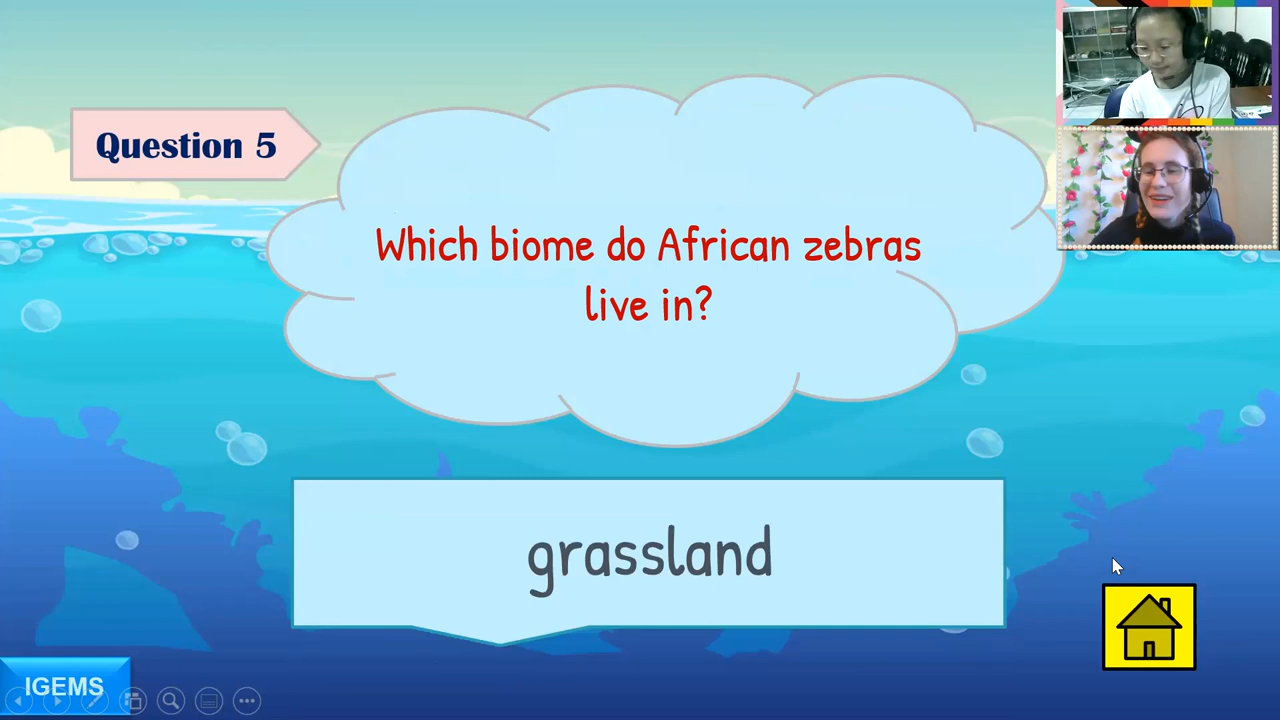 Question 5
Which biome do African zebras
live in?
grassland
IGEMS